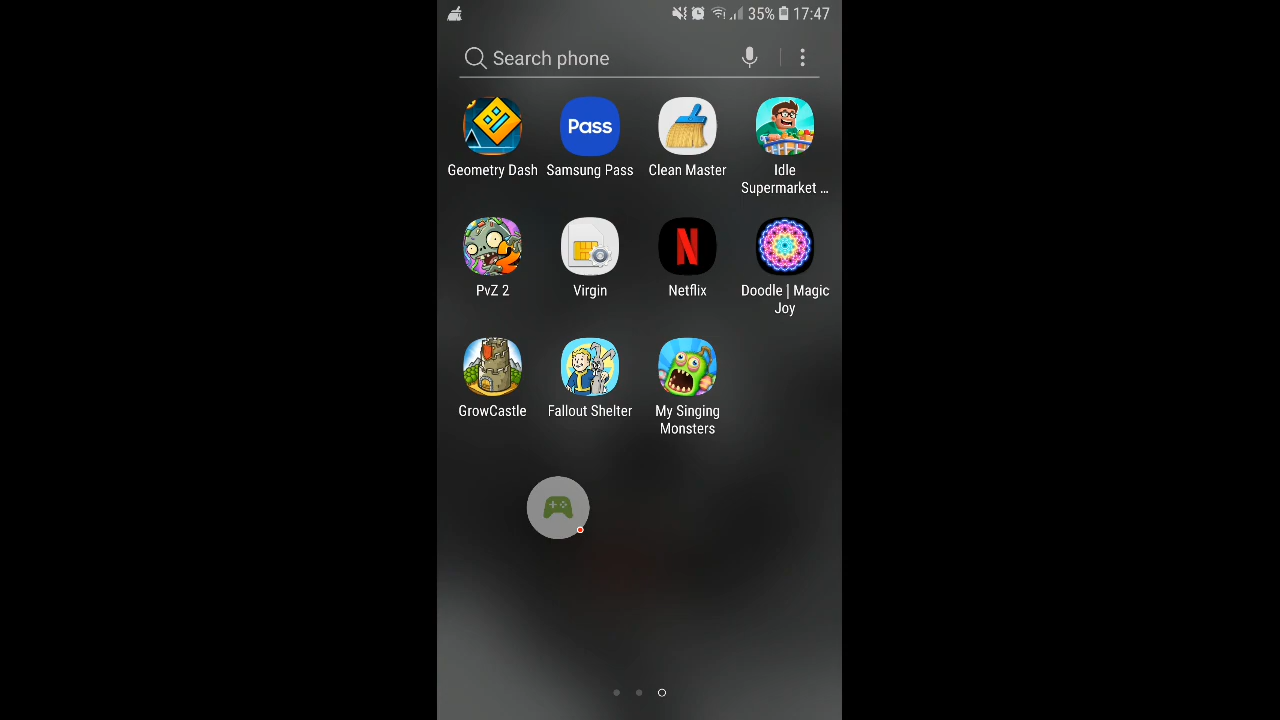 35% 17:47
Search phone
Pass
Geometry Dash
Samsung Pass
Clean Master
Idle
Supermarket ...
N
PvZ 2
Virgin
Netflix
Doodle | Magic
Joy
GrowCastle
Fallout Shelter
My Singing
Monsters